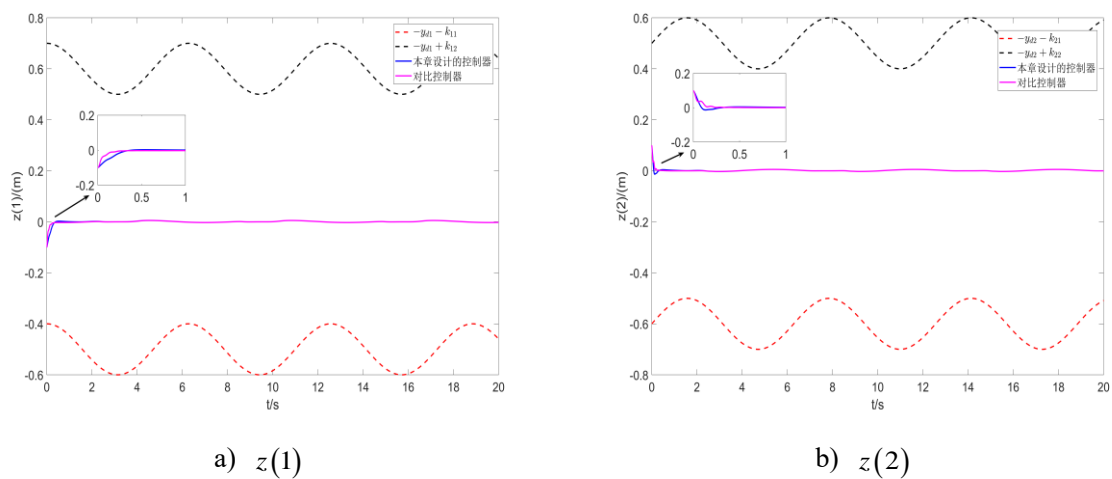 0.8
0.6
0.4
0.2
0
-0.2
-0.4
-0.6
z(1)/(m)
0 2 4 6 8 10 12 14 16 18 20
t/s
$-y_{d1}-k_{11}$
$-y_{d1}+k_{12}$
本章设计的控制器
对比控制器
0.2
0
-0.2
0 0.5 1
a) z(1)
0.6
0.4
0.2
0
-0.2
-0.4
-0.6
-0.8
z(2)/(m)
0 2 4 6 8 10 12 14 16 18 20
t/s
$-y_{d2}-k_{21}$
$-y_{d2}+k_{22}$
本章设计的控制器
对比控制器
0.2
0
-0.2
0 0.5 1
b) z(2)